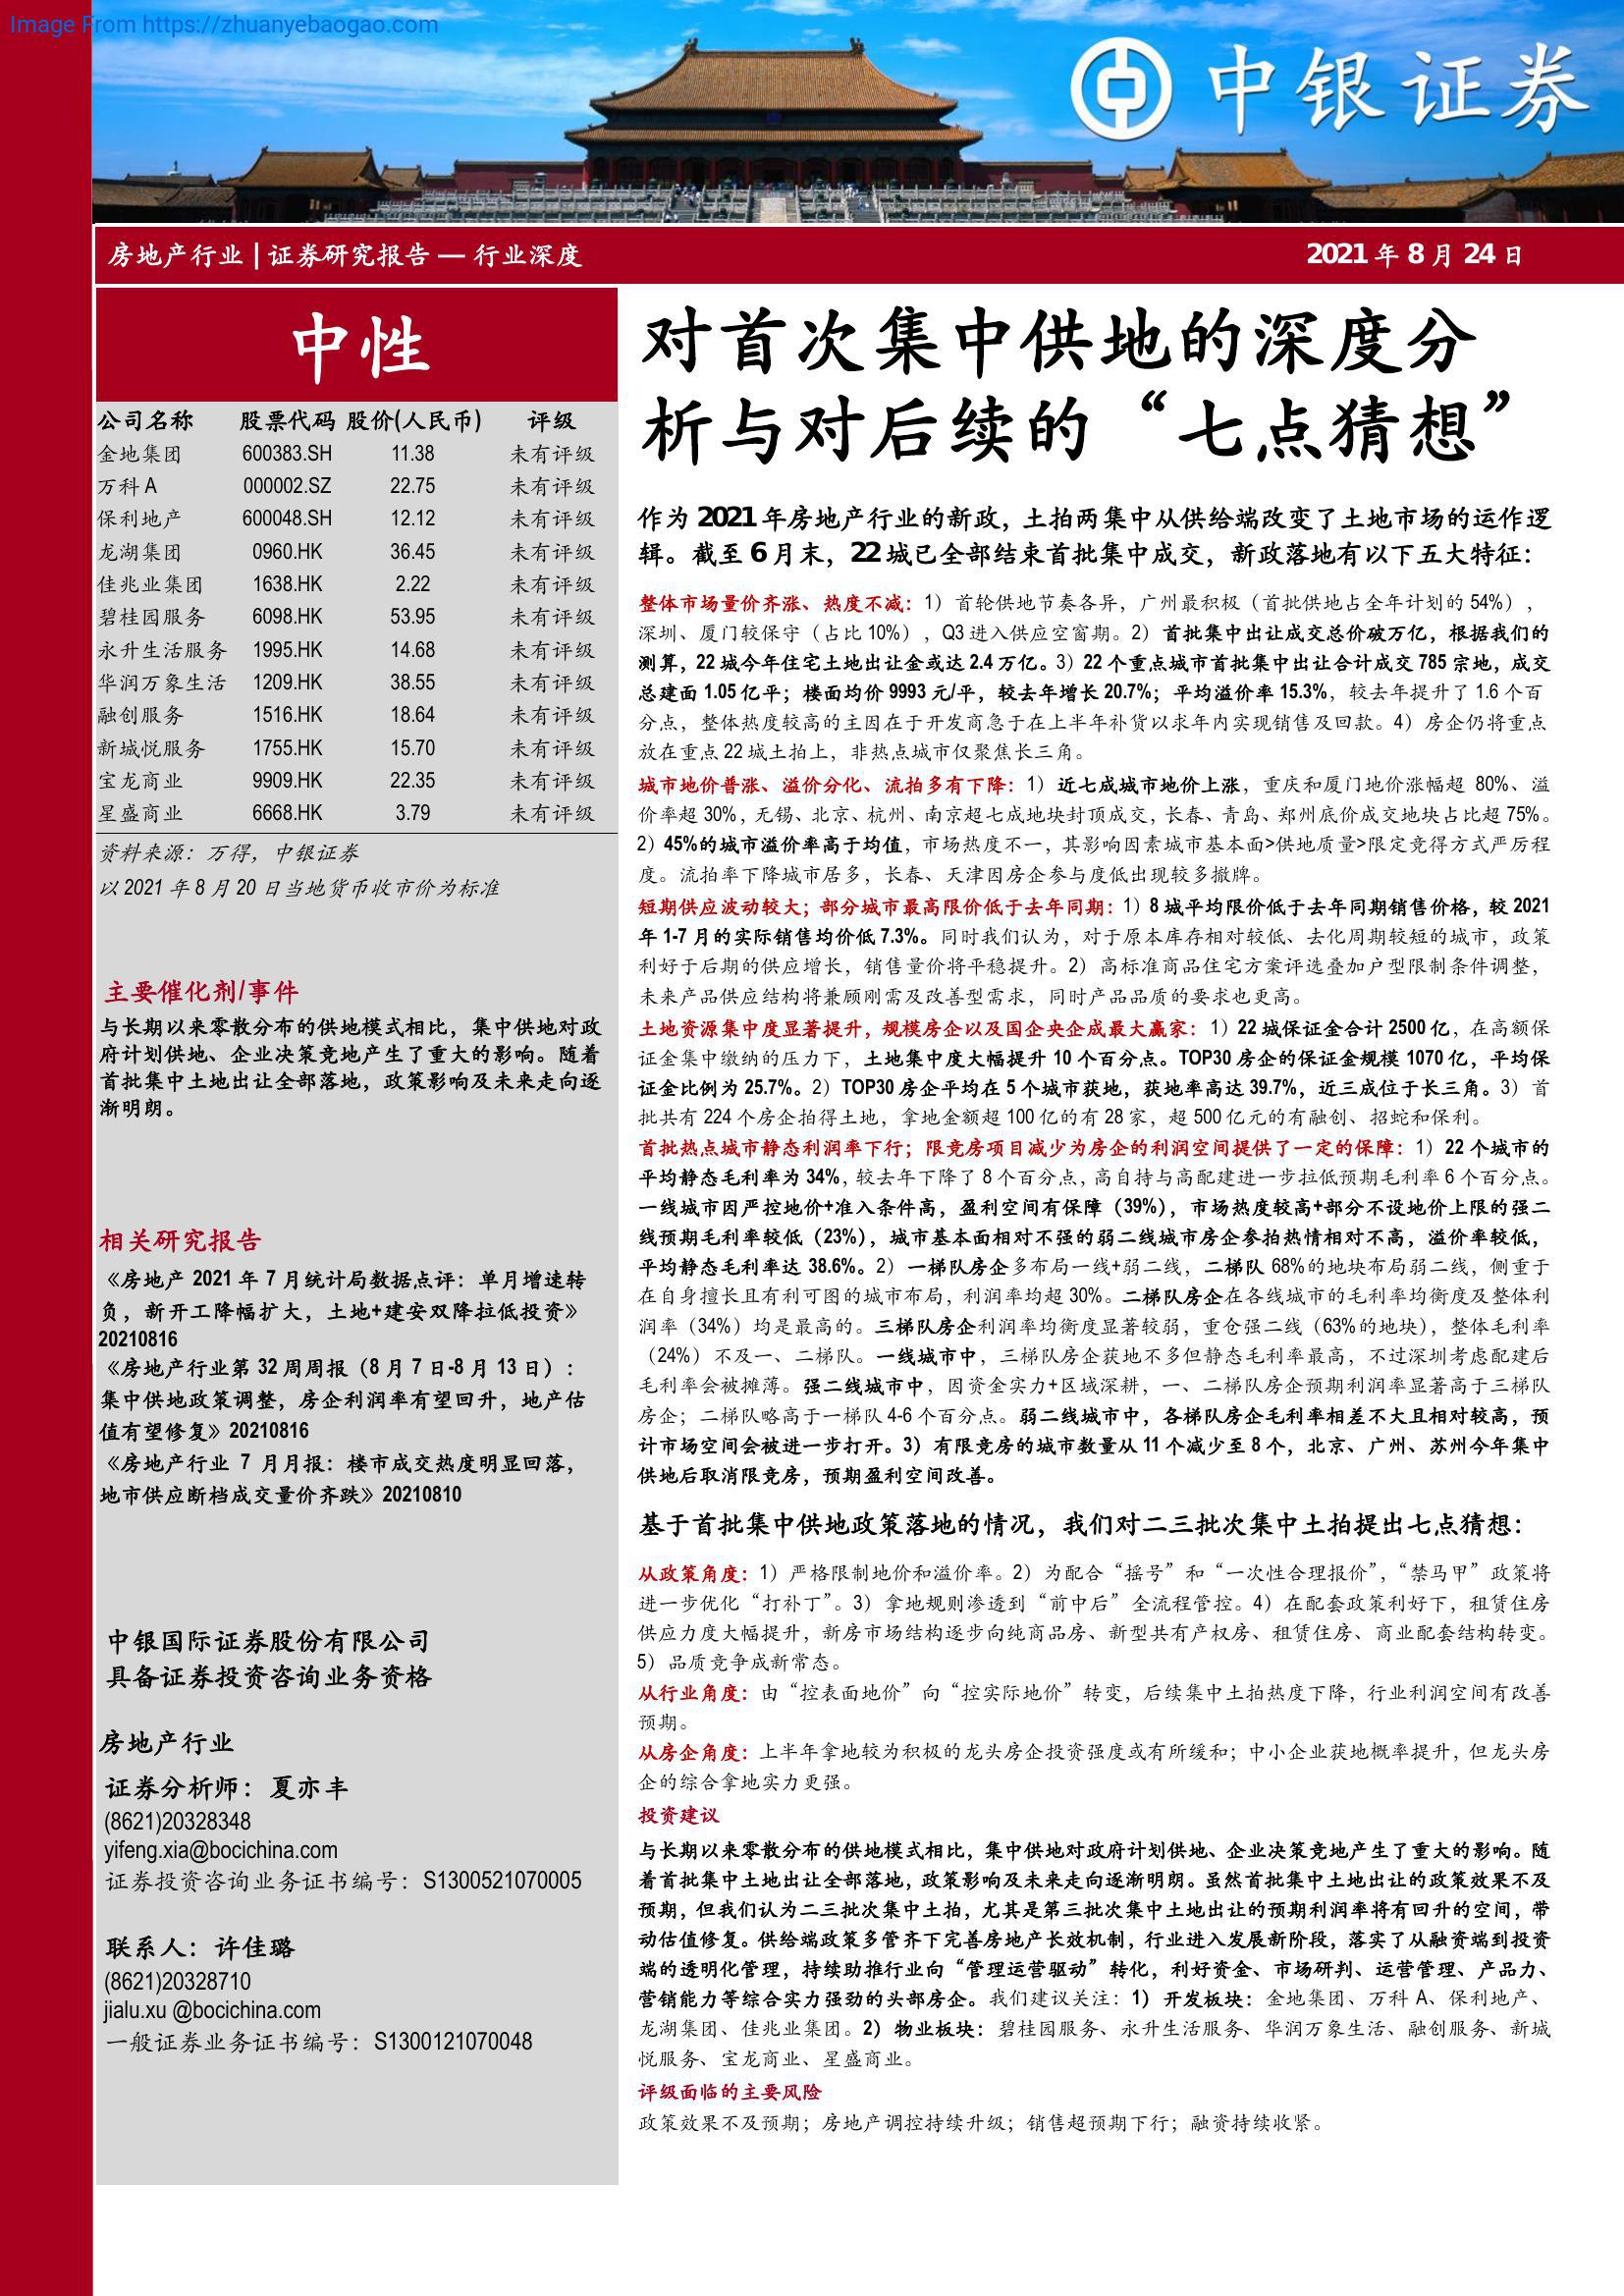 Image From https://zhuanyebaogao.com
中银证券
房地产行业 | 证券研究报告 — 行业深度
2021 年 8 月 24 日
中性
公司名称 股票代码 股价(人民币) 评级
金地集团 600383.SH 11.38 未有评级
万科 A 000002.SZ 22.75 未有评级
保利地产 600048.SH 12.12 未有评级
龙湖集团 0960.HK 36.45 未有评级
佳兆业集团 1638.HK 2.22 未有评级
碧桂园服务 6098.HK 53.95 未有评级
永升生活服务 1995.HK 14.68 未有评级
华润万象生活 1209.HK 38.55 未有评级
融创服务 1516.HK 18.64 未有评级
新城悦服务 1755.HK 15.70 未有评级
宝龙商业 9909.HK 22.35 未有评级
星盛商业 6668.HK 3.79 未有评级
资料来源：万得，中银证券
以 2021 年 8 月 20 日当地货币收市价为标准
主要催化剂/事件
与长期以来零散分布的供地模式相比，集中供地对政
府计划供地、企业决策竞地产生了重大的影响。随着
首批集中土地出让全部落地，政策影响及未来走向逐
渐明朗。
相关研究报告
《房地产 2021 年 7 月统计局数据点评：单月增速转
负，新开工降幅扩大，土地+建安双降拉低投资》
20210816
《房地产行业第 32 周周报（8 月 7 日-8 月 13 日）：
集中供地政策调整，房企利润率有望回升，地产估
值有望修复》20210816
《房地产行业 7 月月报：楼市成交热度明显回落，
地市供应断档成交量价齐跌》20210810
中银国际证券股份有限公司
具备证券投资咨询业务资格
房地产行业
证券分析师：夏亦丰
(8621)20328348
yifeng.xia@bocichina.com
证券投资咨询业务证书编号：S1300521070005
联系人：许佳璐
(8621)20328710
jialu.xu @bocichina.com
一般证券业务证书编号：S1300121070048
对首次集中供地的深度分
析与对后续的“七点猜想”
作为 2021 年房地产行业的新政，土拍两集中从供给端改变了土地市场的运作逻
辑。截至 6 月末，22 城已全部结束首批集中成交，新政落地有以下五大特征：
整体市场量价齐涨、热度不减：1）首轮供地节奏各异，广州最积极（首批供地占全年计划的 54%），
深圳、厦门较保守（占比 10%），Q3 进入供应空窗期。2）首批集中出让成交总价破万亿，根据我们的
测算，22 城今年住宅土地出让金或达 2.4 万亿。3）22 个重点城市首批集中出让合计成交 785 宗地，成交
总建面 1.05 亿平；楼面均价 9993 元/平，较去年增长 20.7%；平均溢价率 15.3%，较去年提升了 1.6 个百
分点，整体热度较高的主因在于开发商急于在上半年补货以求年内实现销售及回款。4）房企仍将重点
放在重点 22 城土拍上，非热点城市仅聚焦长三角。
城市地价普涨、溢价分化、流拍多有下降：1）近七成城市地价上涨，重庆和厦门地价涨幅超 80%、溢
价率超 30%，无锡、北京、杭州、南京超七成地块封顶成交，长春、青岛、郑州底价成交地块占比超 75%。
2）45%的城市溢价率高于均值，市场热度不一，其影响因素城市基本面>供地质量>限定竞得方式严厉程
度。流拍率下降城市居多，长春、天津因房企参与度低出现较多撤牌。
短期供应波动较大；部分城市最高限价低于去年同期：1）8 城平均限价低于去年同期销售价格，较 2021
年 1-7 月的实际销售均价低 7.3%。同时我们认为，对于原本库存相对较低、去化周期较短的城市，政策
利好于后期的供应增长，销售量价将平稳提升。2）高标准商品住宅方案评选叠加户型限制条件调整，
未来产品供应结构将兼顾刚需及改善型需求，同时产品品质的要求也更高。
土地资源集中度显著提升，规模房企以及国企央企成最大赢家：1）22 城保证金合计 2500 亿，在高额保
证金集中缴纳的压力下，土地集中度大幅提升 10 个百分点。TOP30 房企的保证金规模 1070 亿，平均保
证金比例为 25.7%。2）TOP30 房企平均在 5 个城市获地，获地率高达 39.7%，近三成位于长三角。3）首
批共有 224 个房企拍得土地，拿地金额超 100 亿的有 28 家，超 500 亿元的有融创、招蛇和保利。
首批热点城市静态利润率下行；限竞房项目减少为房企的利润空间提供了一定的保障：1）22 个城市的
平均静态毛利率为 34%，较去年下降了 8 个百分点，高自持与高配建进一步拉低预期毛利率 6 个百分点。
一线城市因严控地价+准入条件高，盈利空间有保障（39%），市场热度较高+部分不设地价上限的强二
线预期毛利率较低（23%），城市基本面相对不强的弱二线城市房企参拍热情相对不高，溢价率较低，
平均静态毛利率达 38.6%。2）一梯队房企多布局一线+弱二线，二梯队 68%的地块布局弱二线，侧重于
在自身擅长且有利可图的城市布局，利润率均超 30%。二梯队房企在各线城市的毛利率均衡度及整体利
润率（34%）均是最高的。三梯队房企利润率均衡度显著较弱，重仓强二线（63%的地块），整体毛利率
（24%）不及一、二梯队。一线城市中，三梯队房企获地不多但静态毛利率最高，不过深圳考虑配建后
毛利率会被摊薄。强二线城市中，因资金实力+区域深耕，一、二梯队房企预期利润率显著高于三梯队
房企；二梯队略高于一梯队 4-6 个百分点。弱二线城市中，各梯队房企毛利率相差不大且相对较高，预
计市场空间会被进一步打开。3）有限竞房的城市数量从 11 个减少至 8 个，北京、广州、苏州今年集中
供地后取消限竞房，预期盈利空间改善。
基于首批集中供地政策落地的情况，我们对二三批次集中土拍提出七点猜想：
从政策角度：1）严格限制地价和溢价率。2）为配合“摇号”和“一次性合理报价”，“禁马甲”政策将
进一步优化“打补丁”。3）拿地规则渗透到“前中后”全流程管控。4）在配套政策利好下，租赁住房
供应力度大幅提升，新房市场结构逐步向纯商品房、新型共有产权房、租赁住房、商业配套结构转变。
5）品质竞争成新常态。
从行业角度：由“控表面地价”向“控实际地价”转变，后续集中土拍热度下降，行业利润空间有改善
预期。
从房企角度：上半年拿地较为积极的龙头房企投资强度或有所缓和；中小企业获地概率提升，但龙头房
企的综合拿地实力更强。
投资建议
与长期以来零散分布的供地模式相比，集中供地对政府计划供地、企业决策竞地产生了重大的影响。随
着首批集中土地出让全部落地，政策影响及未来走向逐渐明朗。虽然首批集中土地出让的政策效果不及
预期，但我们认为二三批次集中土拍，尤其是第三批次集中土地出让的预期利润率将有回升的空间，带
动估值修复。供给端政策多管齐下完善房地产长效机制，行业进入发展新阶段，落实了从融资端到投资
端的透明化管理，持续助推行业向“管理运营驱动”转化，利好资金、市场研判、运营管理、产品力、
营销能力等综合实力强劲的头部房企。我们建议关注：1）开发板块：金地集团、万科 A、保利地产、
龙湖集团、佳兆业集团。2）物业板块：碧桂园服务、永升生活服务、华润万象生活、融创服务、新城
悦服务、宝龙商业、星盛商业。
评级面临的主要风险
政策效果不及预期；房地产调控持续升级；销售超预期下行；融资持续收紧。